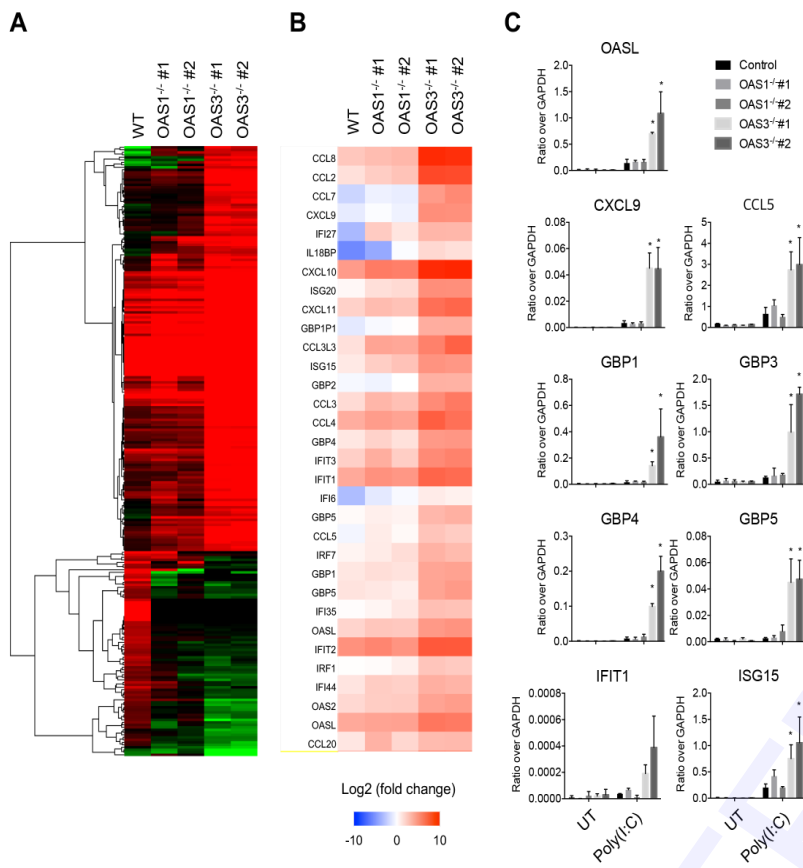 A
WT
OAS1-/- #1
OAS1-/- #2
OAS3-/- #1
OAS3-/- #2
B
WT
OAS1-/- #1
OAS1-/- #2
OAS3-/- #1
OAS3-/- #2
CCL8
CCL2
CCL7
CXCL9
IFI27
IL18BP
CXCL10
ISG20
CXCL11
GBP1P1
CCL3L3
ISG15
GBP2
CCL3
CCL4
GBP4
IFIT3
IFIT1
IFI6
GBP5
CCL5
IRF7
GBP1
GBP5
IFI35
OASL
IFIT2
IRF1
IFI44
OAS2
OASL
CCL20
Log2 (fold change)
-10 0 10
C
OASL
Ratio over GAPDH
2.0
1.5
1.0
0.5
0.0
* *
Control
OAS1-/-#1
OAS1-/-#2
OAS3-/-#1
OAS3-/-#2
CXCL9
Ratio over GAPDH
0.08
0.06
0.04
0.02
0.00
* *
CCL5
5
4
3
2
1
0
* *
GBP1
Ratio over GAPDH
0.8
0.6
0.4
0.2
0.0
* *
GBP3
Ratio over GAPDH
2.0
1.5
1.0
0.5
0.0
* *
GBP4
Ratio over GAPDH
0.3
0.2
0.1
0.0
* *
GBP5
Ratio over GAPDH
0.08
0.06
0.04
0.02
0.00
* *
IFIT1
Ratio over GAPDH
0.0008
0.0006
0.0004
0.0002
0.0000
UT
Poly(I:C)
ISG15
Ratio over GAPDH
2.0
1.5
1.0
0.5
0.0
* *
UT
Poly(I:C)